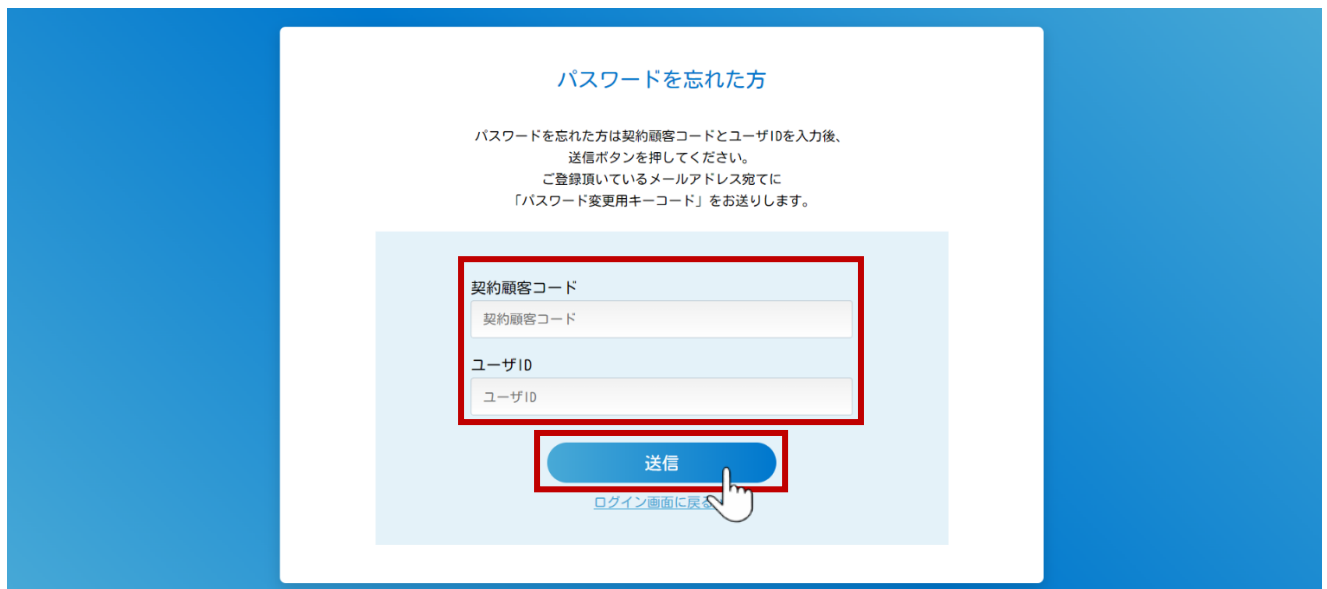 パスワードを忘れた方
パスワードを忘れた方は契約顧客コードとユーザIDを入力後、
送信ボタンを押してください。
ご登録頂いているメールアドレス宛てに
「パスワード変更用キーコード」をお送りします。
契約顧客コード
契約顧客コード
ユーザID
ユーザID
送信
ログイン画面に戻る